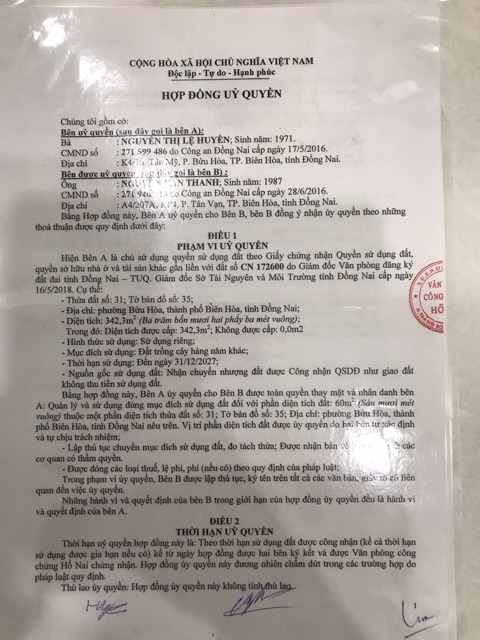 CỘNG HÒA XÃ HỘI CHỦ NGHĨA VIỆT NAM
Độc lập - Tự do - Hạnh phúc
HỢP ĐỒNG UỶ QUYỀN
Chúng tôi gồm có:
Bên uỷ quyền (sau đây gọi là bên A):
Bà : NGUYỄN THỊ LỆ HUYỀN; Sinh năm: 1971.
CMND số : 271 599 486 do Công an Đồng Nai cấp ngày 17/5/2016.
Địa chỉ : Tân Mỹ, P. Bửu Hòa, TP. Biên Hòa, tỉnh Đồng Nai.
Bên được uỷ quyền (sau đây gọi là bên B) :
Ông : THANH; Sinh năm: 1987
CMND số : 271 do Công an Đồng Nai cấp ngày 28/6/2016.
Địa chỉ : A4/207A, P. Tân Vạn, TP. Biên Hòa, tỉnh Đồng Nai.
Bằng Hợp đồng này, Bên A uỷ quyền cho Bên B, bên B đồng ý nhận ủy quyền theo những
thoả thuận được quy định dưới đây:
ĐIỀU 1
PHẠM VI UỶ QUYỀN
Hiện Bên A là chủ sử dụng quyền sử dụng đất theo Giấy chứng nhận Quyền sử dụng đất,
quyền sở hữu nhà ở và tài sản khác gắn liền với đất số CN 172600 do Giám đốc Văn phòng đăng ký
đất đai tỉnh Đồng Nai – TUQ. Giám đốc Sở Tài Nguyên và Môi Trường tỉnh Đồng Nai cấp ngày
16/5/2018. Cụ thể:
- Thửa đất số: 31; Tờ bản đồ số: 35;
- Địa chỉ: phường Bửu Hòa, thành phố Biên Hòa, tỉnh Đồng Nai;
- Diện tích: 342,3m² (Ba trăm bốn mươi hai phẩy ba mét vuông);
Trong đó: Diện tích được cấp: 342,3m²; Không được cấp: 0,0m2
- Hình thức sử dụng: Sử dụng riêng;
- Mục đích sử dụng: Đất trồng cây hàng năm khác;
- Thời hạn sử dụng: Đến ngày 31/12/2027;
- Nguồn gốc sử dụng đất: Nhận chuyển nhượng đất được Công nhận QSDĐ như giao đất
không thu tiền sử dụng đất.
Bằng hợp đồng này, Bên A ủy quyền cho Bên B được toàn quyền thay mặt và nhân danh bên
A: Quản lý và sử dụng đúng mục đích sử dụng đất đối với phần diện tích đất: 60m² (Sáu mươi mét
vuông) thuộc một phần diện tích thửa đất số: 31; Tờ bản đồ số: 35; Địa chỉ: phường Bửu Hòa, thành
phố Biên Hòa, tỉnh Đồng Nai nêu trên. Vị trí phần diện tích đất được ủy quyền do hai bên tự xác định
và tự chịu trách nhiệm;
- Lập thủ tục chuyển mục đích sử dụng đất, do tách thửa; Được nhận bản các
cơ quan có thẩm quyền.
- Được đóng các loại thuế, lệ phí, phí (nếu có) theo quy định của pháp luật;
Trong phạm vi ủy quyền, Bên B được lập thủ tục, ký tên trên tất cả các văn bản, giấy tờ có liên
quan đến việc ủy quyền.
Những hành vi và quyết định của bên B trong giới hạn của hợp đồng ủy quyền đều là hành vi
và quyết định của bên A.
ĐIỀU 2
THỜI HẠN UỶ QUYỀN
Thời hạn uỷ quyền hợp đồng này là: Theo thời hạn sử dụng đất được công nhận (kể cả thời hạn
sử dụng được gia hạn nếu có) kể từ ngày hợp đồng được hai bên ký kết và được Văn phòng công
chứng Hố Nai chứng nhận. Hợp đồng ủy quyền này đương nhiên chấm dứt trong các trường hợp do
pháp luật quy định.
Thù lao ủy quyền: Hợp đồng ủy quyền này không tính thù lao.
VĂN
CÔNG
HỐ